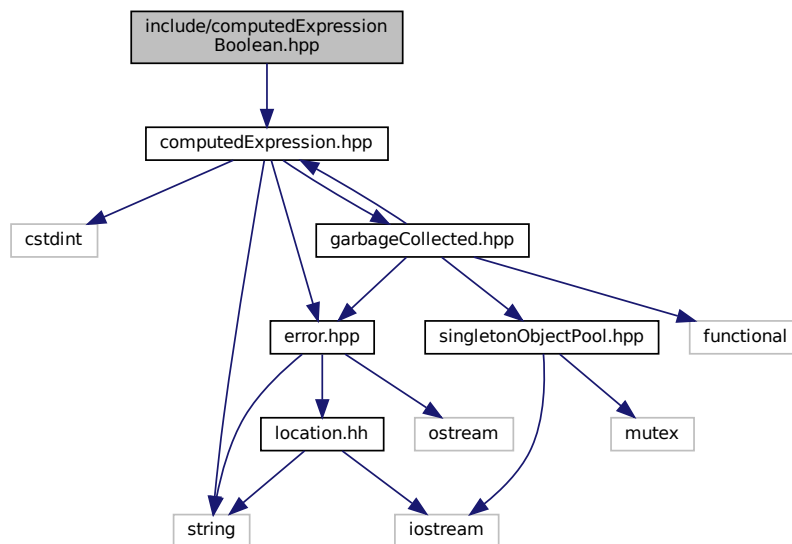 include/computedExpression
Boolean.hpp
computedExpression.hpp
cstdint
garbageCollected.hpp
error.hpp
singletonObjectPool.hpp
functional
location.hh
ostream
mutex
string
iostream